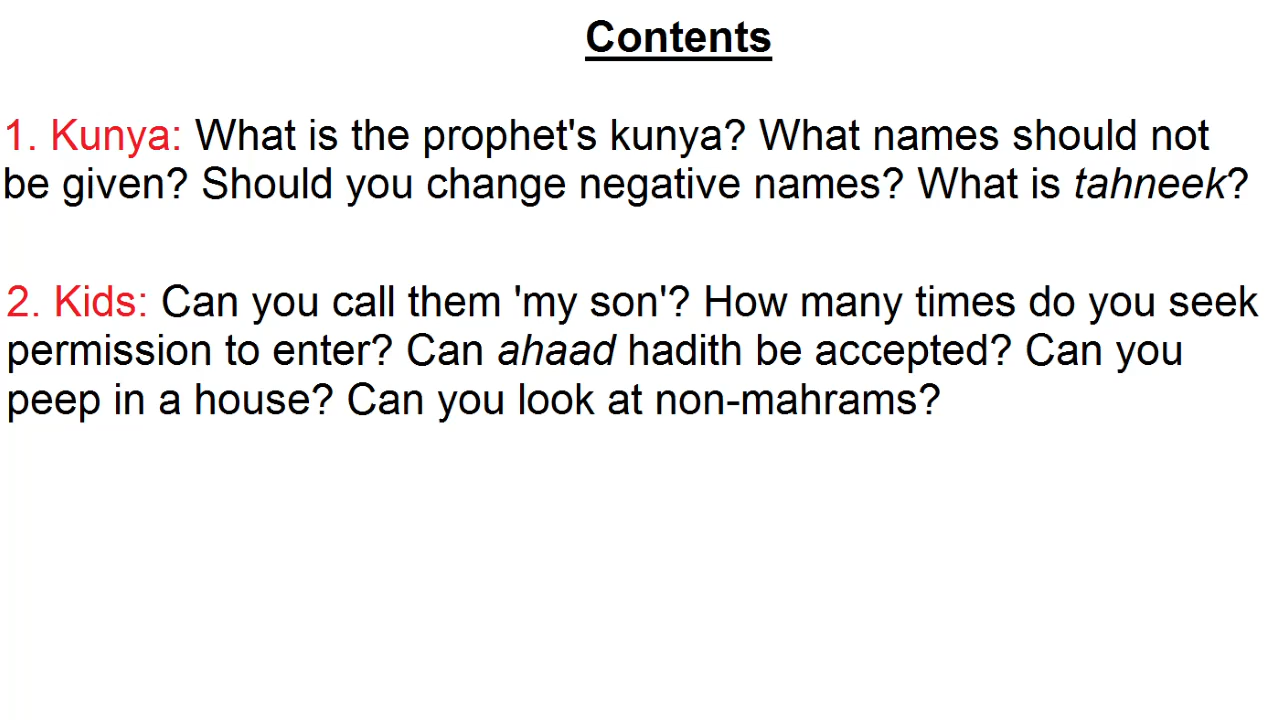 Contents
1. Kunya: What is the prophet's kunya? What names should not
be given? Should you change negative names? What is tahneek?
2. Kids: Can you call them 'my son'? How many times do you seek
permission to enter? Can ahaad hadith be accepted? Can you
peep in a house? Can you look at non-mahrams?